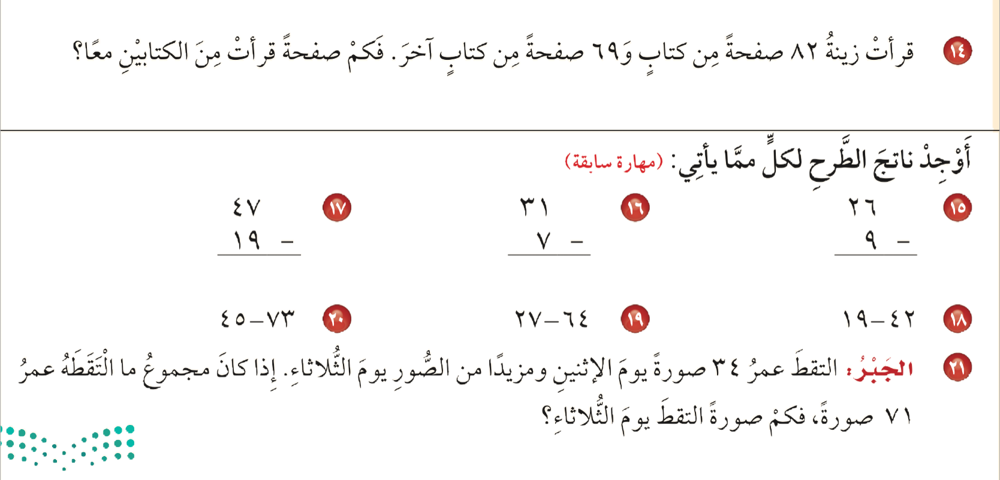 ١٤ قرأتْ زينةُ ٨٢ صفحةً مِن كتابٍ وَ٦٩ صفحةً مِن كتابٍ آخرَ. فَكمْ صفحةً قرأتْ مِنَ الكتابيْنِ معًا؟
أَوْجِدْ ناتجَ الطَّرحِ لكلٍّ ممَّا يأتِي: (مهارة سابقة)
١٥ ٢٦ ١٦ ٣١ ١٧ ٤٧
٩ − ٧ − ١٩ −
١٨ ٤٢ − ١٩ ١٩ ٦٤ − ٢٧ ٢٠ ٧٣ − ٤٥
٢١ الجَبْرُ: التقطَ عمرُ ٣٤ صورةً يومَ الإثنينِ ومزيدًا من الصُّورِ يومَ الثُّلاثاءِ. إِذا كانَ مجموعُ ما الْتَقَطَهُ عمرُ
٧١ صورةً، فكمْ صورةً التقطَ يومَ الثُّلاثاءِ؟